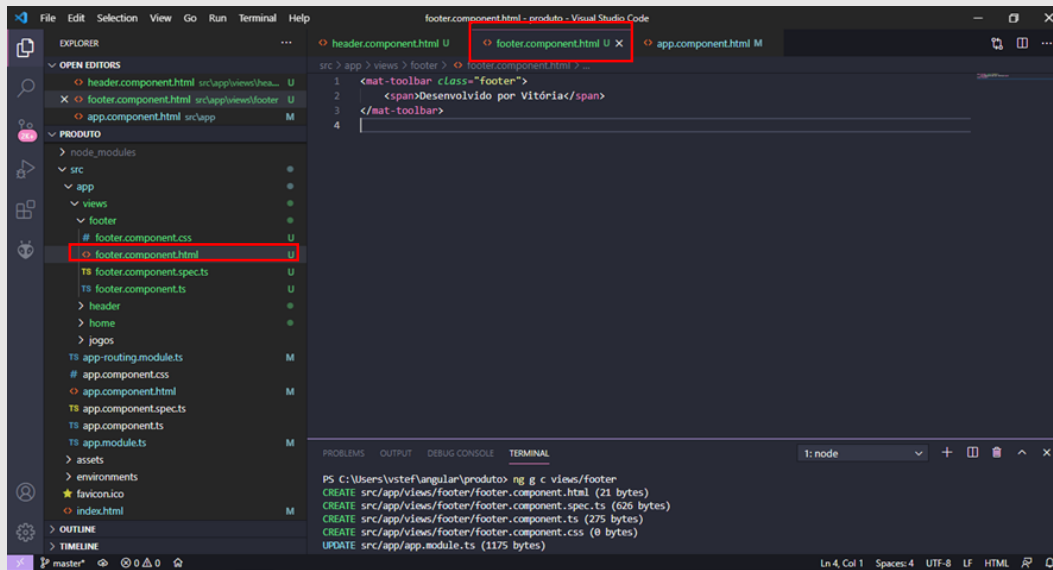 File Edit Selection View Go Run Terminal Help
footer.component.html - produto - Visual Studio Code
EXPLORER
OPEN EDITORS
header.component.html src\app\views\hea... U
footer.component.html src\app\views\footer U
app.component.html src\app M
PRODUTO
node_modules
src
app
views
footer
# footer.component.css U
footer.component.html U
TS footer.component.spec.ts U
TS footer.component.ts U
header
home
jogos
TS app-routing.module.ts M
# app.component.css
app.component.html M
TS app.component.spec.ts
TS app.component.ts
TS app.module.ts M
assets
environments
favicon.ico
index.html M
OUTLINE
TIMELINE
header.component.html U footer.component.html U app.component.html M
src > app > views > footer > footer.component.html > ...
1 <mat-toolbar class="footer">
2 <span>Desenvolvido por Vitória</span>
3 </mat-toolbar>
4
PROBLEMS OUTPUT DEBUG CONSOLE TERMINAL 1: node
PS C:\Users\vstef\angular\produto> ng g c views/footer
CREATE src/app/views/footer/footer.component.html (21 bytes)
CREATE src/app/views/footer/footer.component.spec.ts (626 bytes)
CREATE src/app/views/footer/footer.component.ts (275 bytes)
CREATE src/app/views/footer/footer.component.css (0 bytes)
UPDATE src/app/app.module.ts (1175 bytes)
master* 0 0 Ln 4, Col 1 Spaces: 4 UTF-8 LF HTML